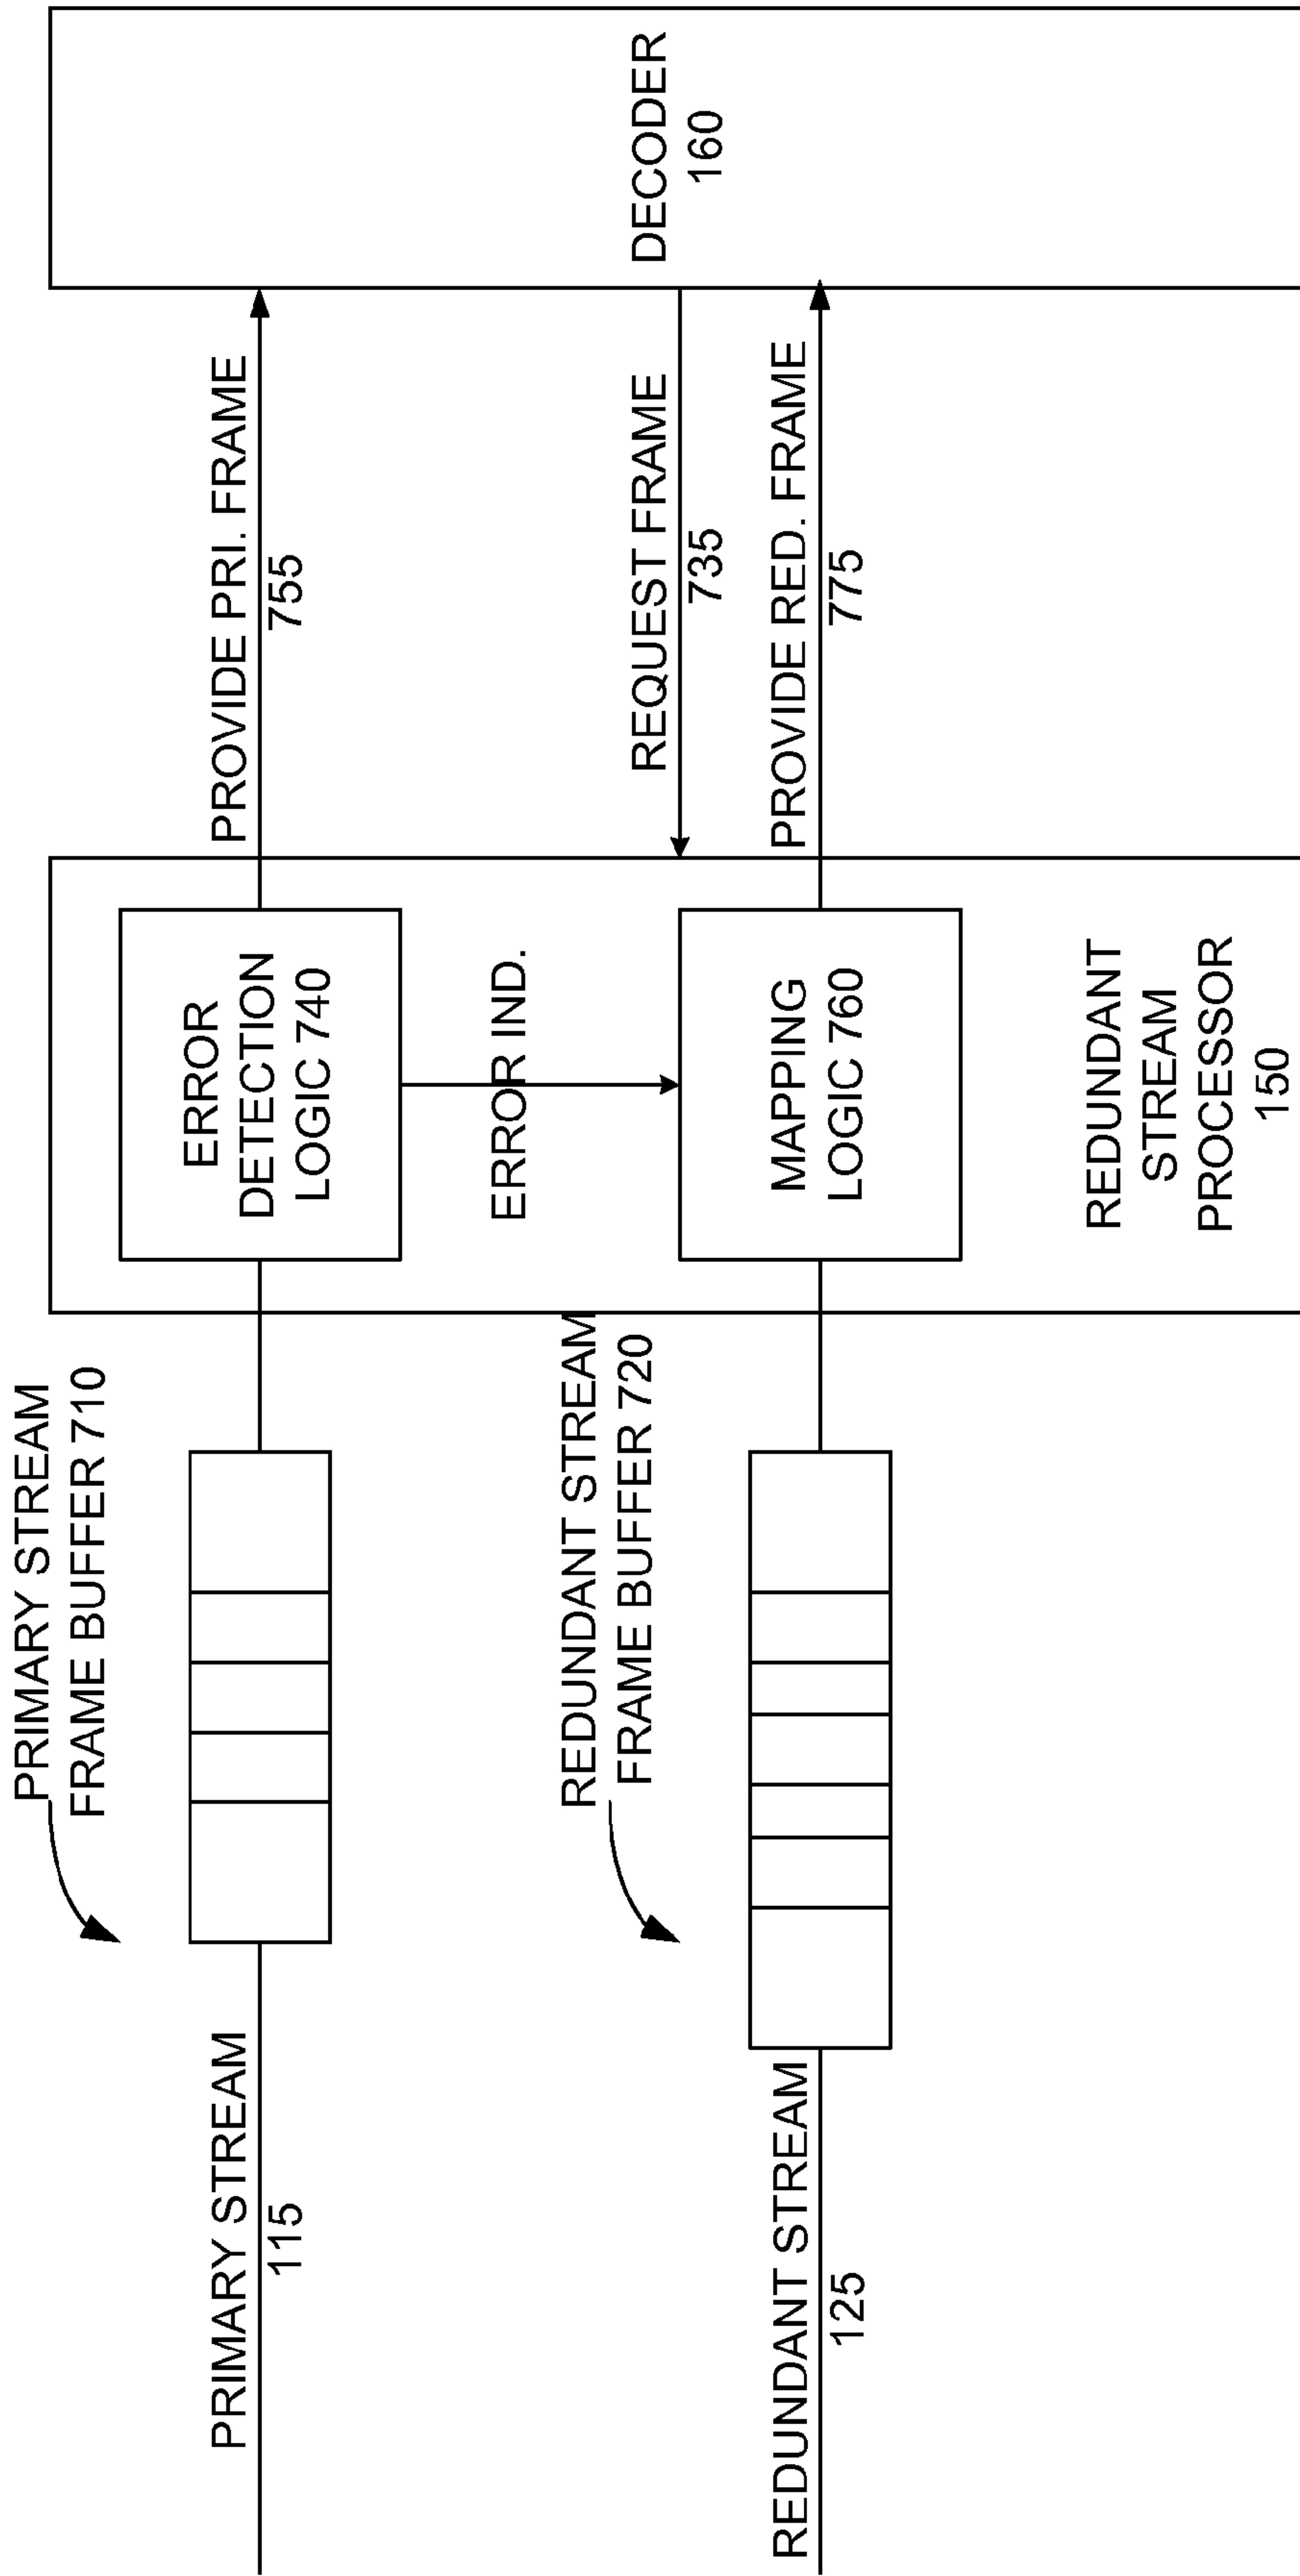 PRIMARY STREAM
115
PRIMARY STREAM
FRAME BUFFER 710
ERROR
DETECTION
LOGIC 740
PROVIDE PRI. FRAME
755
ERROR IND.
REQUEST FRAME
735
DECODER
160
REDUNDANT STREAM
125
REDUNDANT STREAM
FRAME BUFFER 720
MAPPING
LOGIC 760
PROVIDE RED. FRAME
775
REDUNDANT
STREAM
PROCESSOR
150